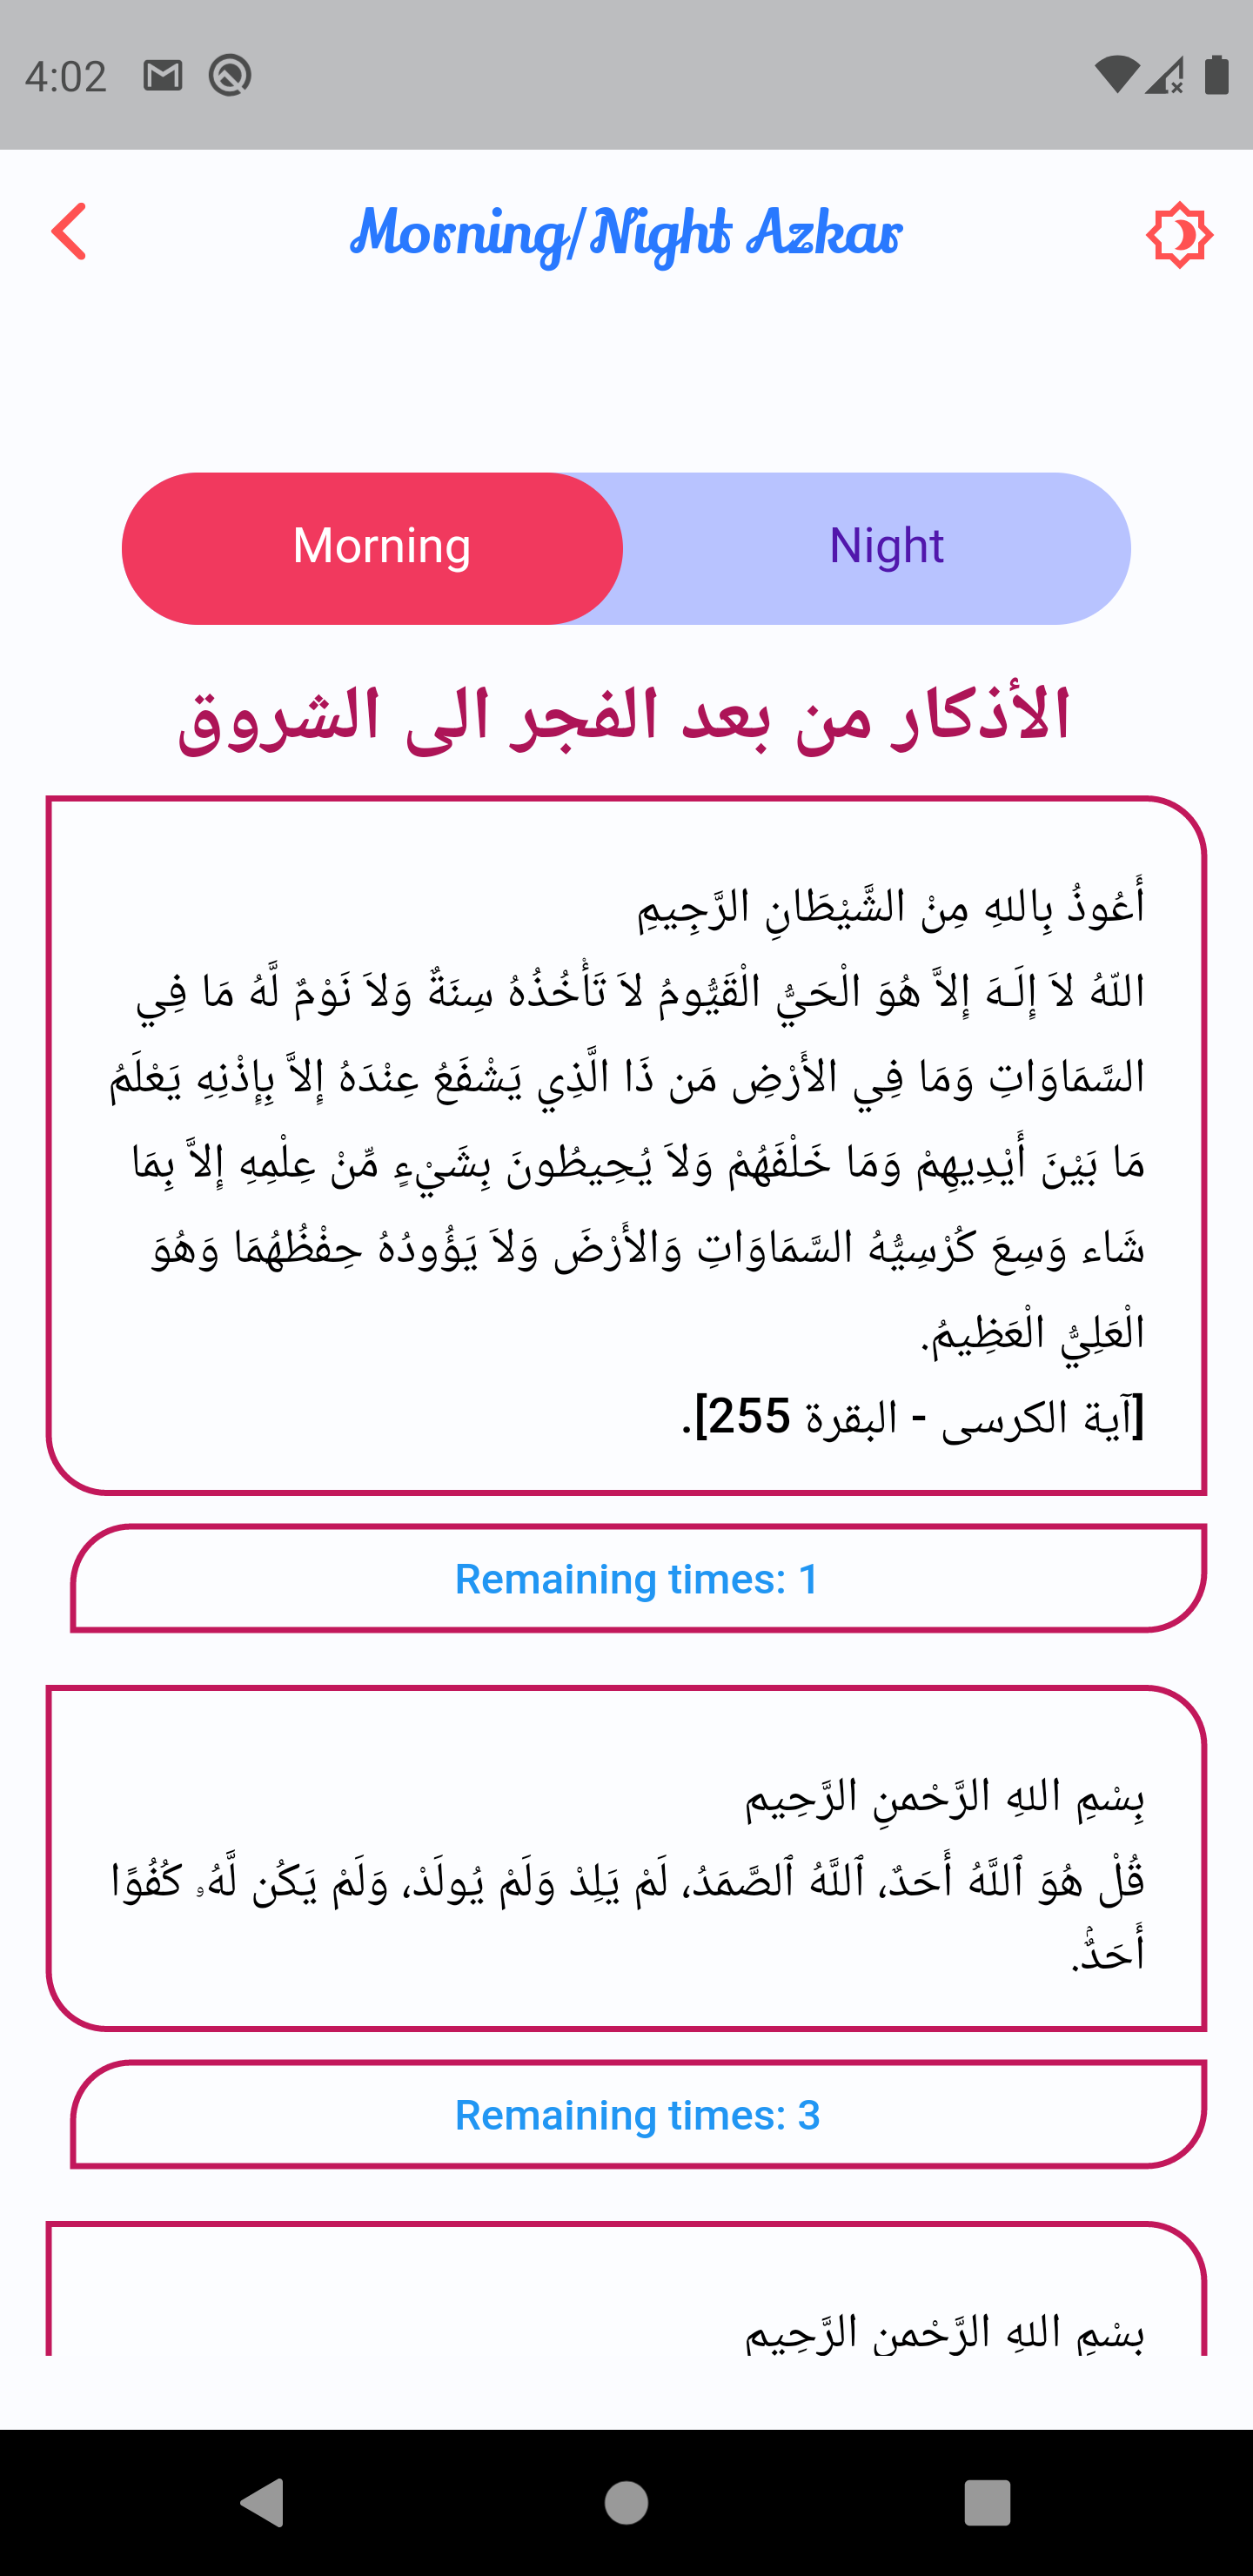 4:02
Morning/Night Azkar
Morning
Night
الأذكار من بعد الفجر الى الشروق
أَعُوذُ بِاللهِ مِنْ الشَّيْطَانِ الرَّجِيمِ
اللّهُ لاَ إِلَـهَ إِلاَّ هُوَ الْحَيُّ الْقَيُّومُ لاَ تَأْخُذُهُ سِنَةٌ وَلاَ نَوْمٌ لَّهُ مَا فِي
السَّمَاوَاتِ وَمَا فِي الأَرْضِ مَن ذَا الَّذِي يَشْفَعُ عِنْدَهُ إِلاَّ بِإِذْنِهِ يَعْلَمُ
مَا بَيْنَ أَيْدِيهِمْ وَمَا خَلْفَهُمْ وَلاَ يُحِيطُونَ بِشَيْءٍ مِّنْ عِلْمِهِ إِلاَّ بِمَا
شَاء وَسِعَ كُرْسِيُّهُ السَّمَاوَاتِ وَالأَرْضَ وَلاَ يَؤُودُهُ حِفْظُهُمَا وَهُوَ
الْعَلِيُّ الْعَظِيمُ.
[آية الكرسى - البقرة 255].
Remaining times: 1
بِسْمِ اللهِ الرَّحْمنِ الرَّحِيم
قُلْ هُوَ ٱللَّهُ أَحَدٌ، ٱللَّهُ ٱلصَّمَدُ، لَمْ يَلِدْ وَلَمْ يُولَدْ، وَلَمْ يَكُن لَّهُۥ كُفُوًا
أَحَدٌۢ.
Remaining times: 3
بِسْمِ اللهِ الرَّحْمنِ الرَّحِيم